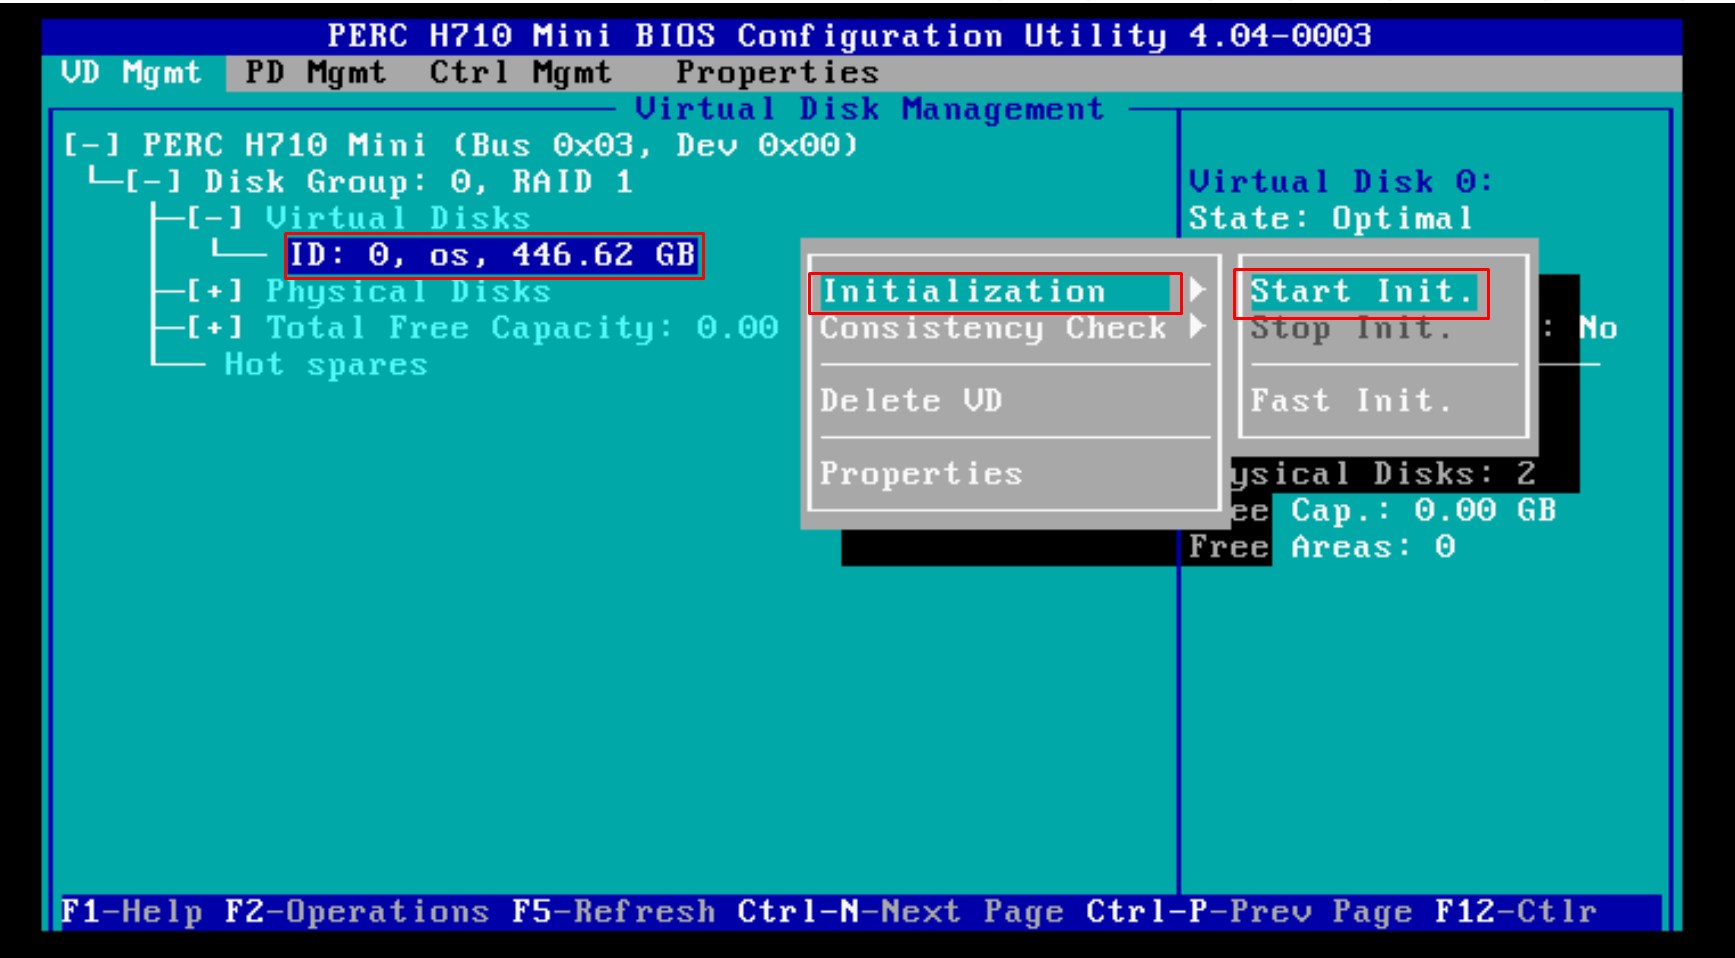 PERC H710 Mini BIOS Configuration Utility 4.04-0003
VD Mgmt PD Mgmt Ctrl Mgmt Properties
Virtual Disk Management
[-] PERC H710 Mini (Bus 0x03, Dev 0x00)
[-] Disk Group: 0, RAID 1
[-] Virtual Disks
ID: 0, os, 446.62 GB
[+] Physical Disks
[+] Total Free Capacity: 0.00
Hot spares
Initialization
Consistency Check
Delete VD
Properties
Start Init.
Stop Init.
Fast Init.
Virtual Disk 0:
State: Optimal
: No
Disks: 2
Cap.: 0.00 GB
Free Areas: 0
F1-Help F2-Operations F5-Refresh Ctrl-N-Next Page Ctrl-P-Prev Page F12-Ctlr